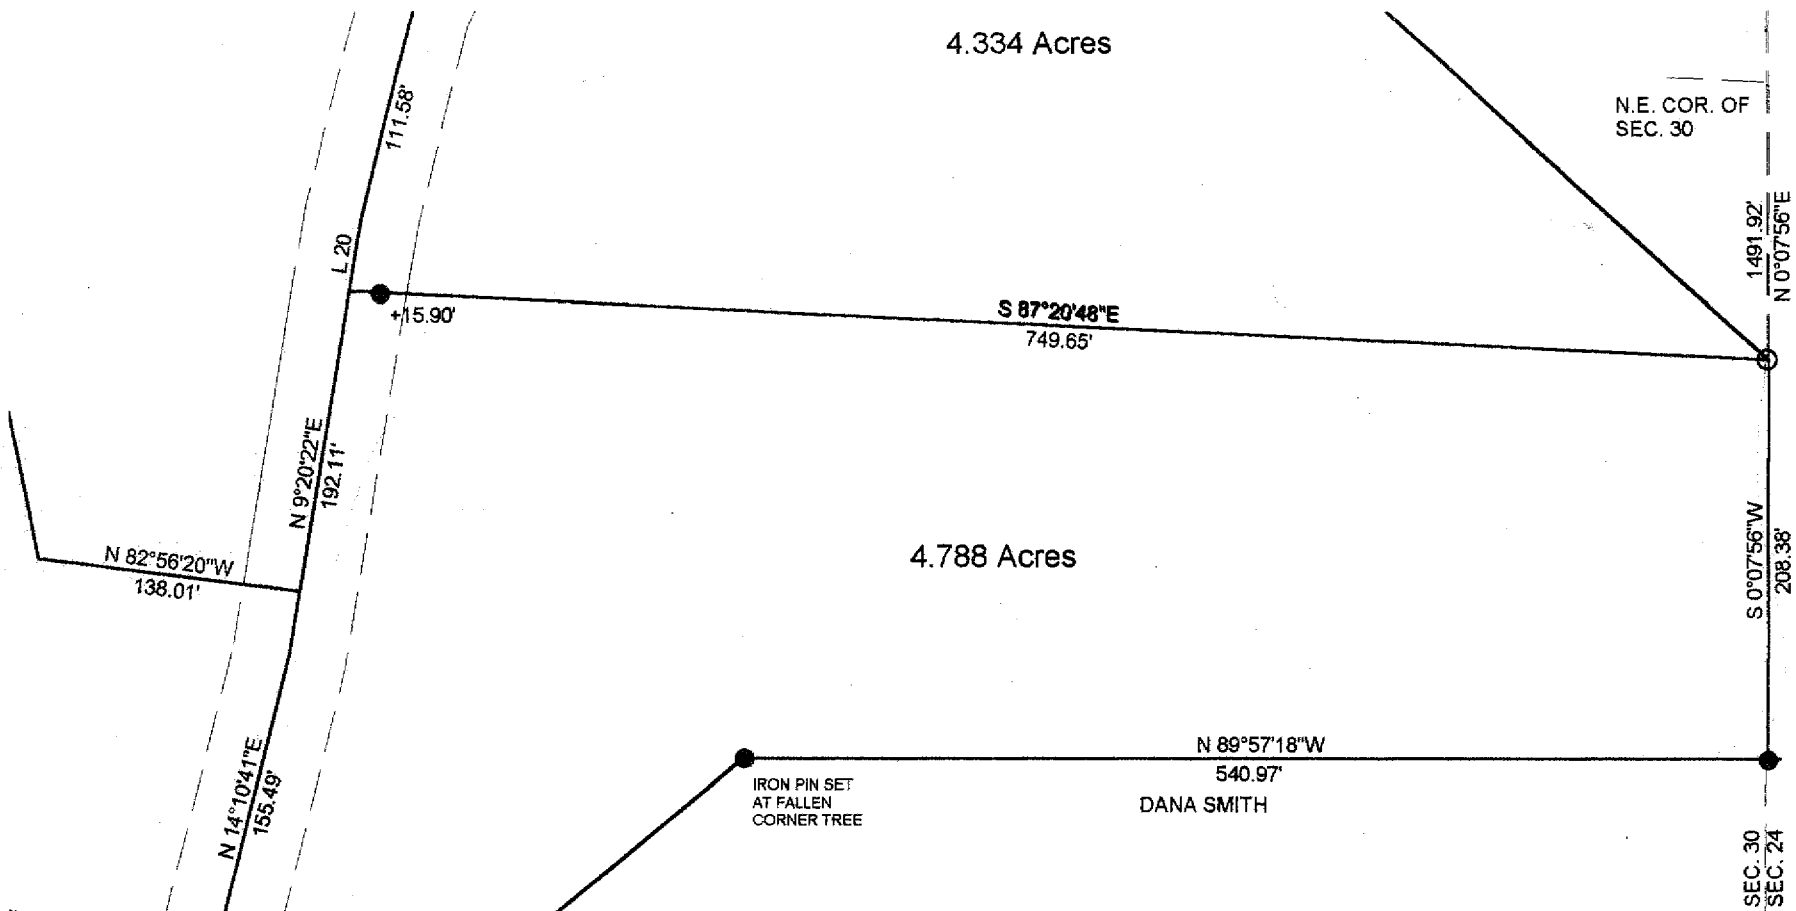 4.334 Acres
111.58'
N.E. COR. OF
SEC. 30
1491.92'
N 0°07'56"E
L 20
+15.90'
S 87°20'48"E
749.65'
N 9°20'22"E
192.11'
N 82°56'20"W
138.01'
4.788 Acres
S 0°07'56"W
208.38'
N 14°10'41"E
155.49'
N 89°57'18"W
540.97'
IRON PIN SET
AT FALLEN
CORNER TREE
DANA SMITH
SEC. 30
SEC. 24